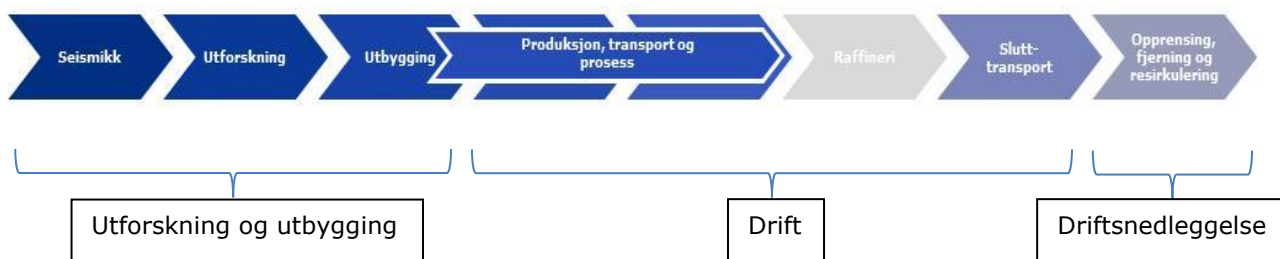 Seismikk
Utforskning
Utbygging
Produksjon, transport og
prosess
Raffineri
Slutt-
transport
Opprensing,
fjerning og
resirkulering
Utforskning og utbygging
Drift
Driftsnedleggelse